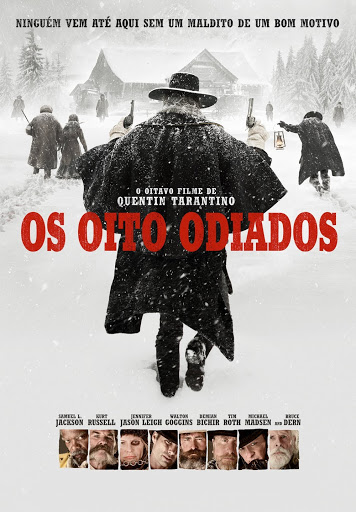 NINGUÉM VEM ATÉ AQUI SEM UM MALDITO DE UM BOM MOTIVO
O OITAVO FILME DE
QUENTIN TARANTINO
OS OITO ODIADOS
SAMUEL L. JACKSON
KURT RUSSELL
JENNIFER JASON LEIGH
WALTON GOGGINS
DEMIAN BICHIR
TIM ROTH
MICHAEL MADSEN
AND BRUCE DERN